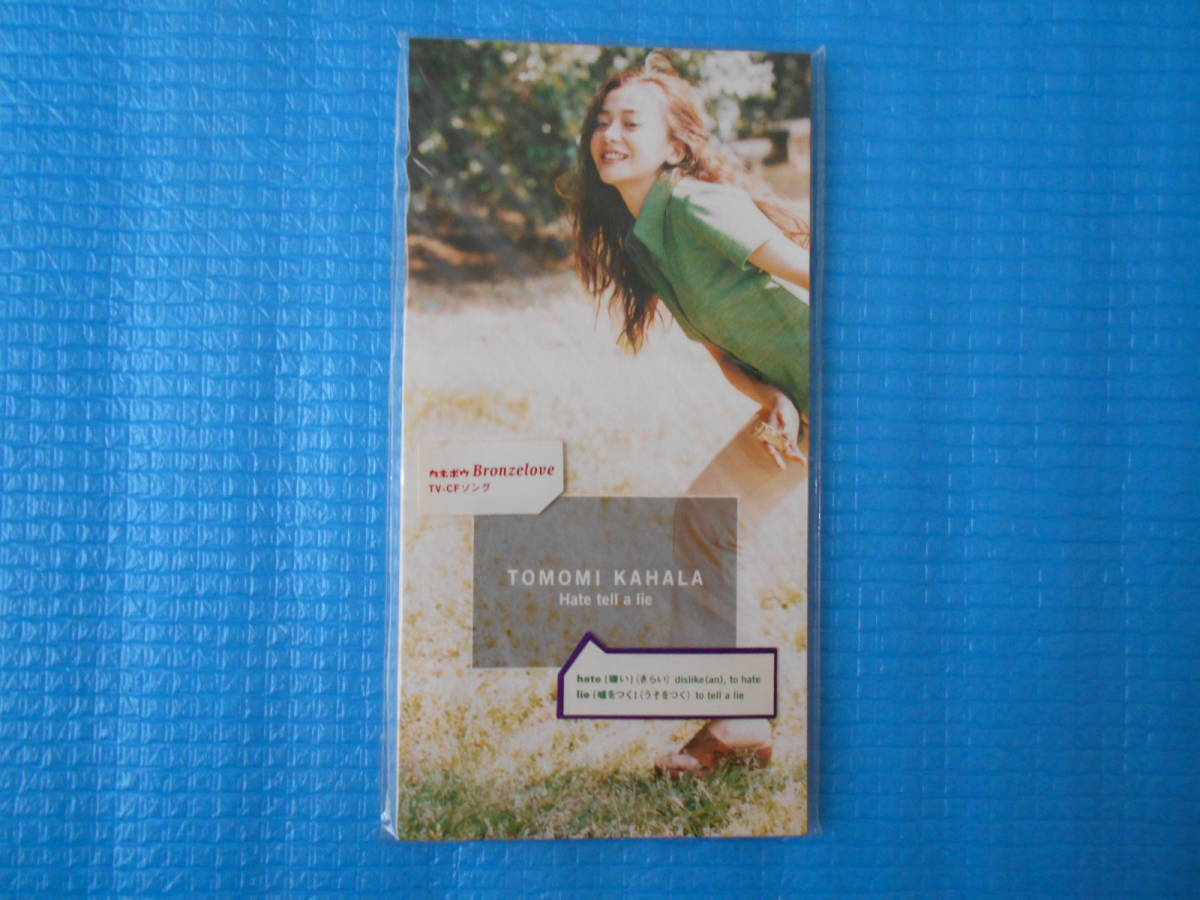 カネボウ Bronzelove
TV-CFソング
TOMOMI KAHALA
Hate tell a lie
hate [嫌い] (きらい) dislike(an), to hate
lie [嘘をつく] (うそをつく) to tell a lie